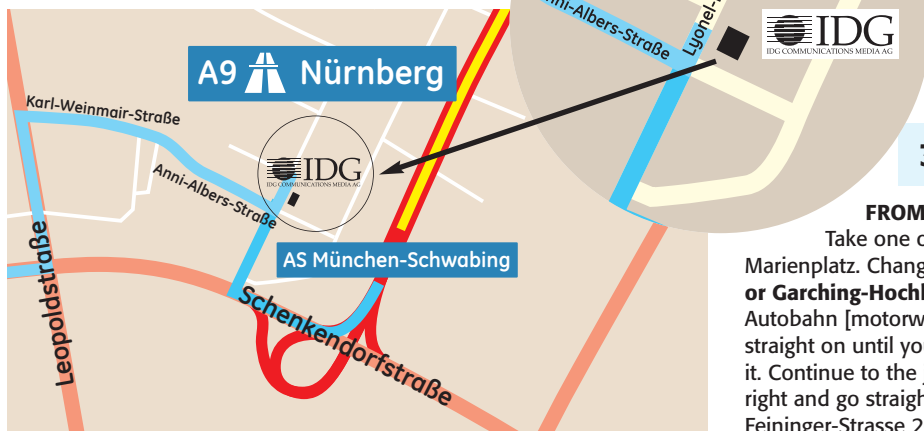 Anni-Albers-Straße
IDG
IDG COMMUNICATIONS MEDIA AG
A9 Nürnberg
Karl-Weinmair-Straße
Anni-Albers-Straße
IDG
IDG COMMUNICATIONS MEDIA AG
AS München-Schwabing
Leopoldstraße
Schenkendorfstraße
FROM
Take one
Marienplatz. Chang
or Garching-Hoch
Autobahn [motorw
straight on until yo
it. Continue to the
right and go straigh
Feininger-Strasse 2